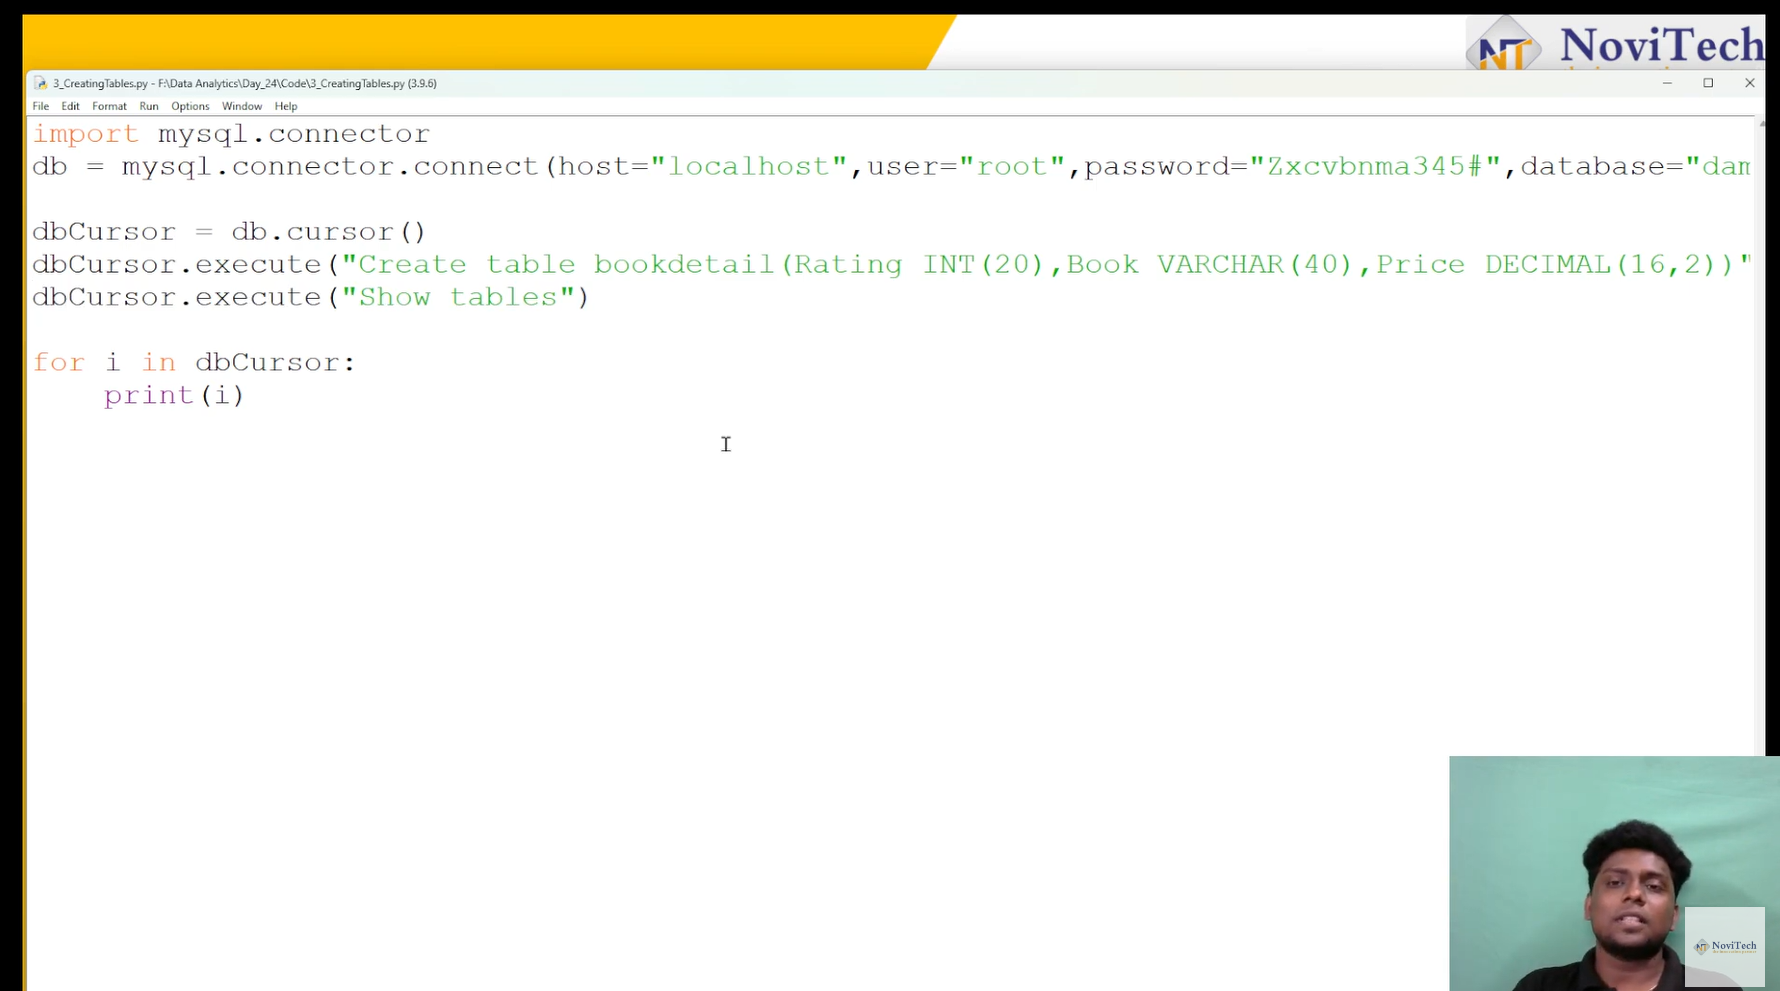 NT NoviTech
3_CreatingTables.py - F:\Data Analytics\Day_24\Code\3_CreatingTables.py (3.9.6)
File Edit Format Run Options Window Help
import mysql.connector
db = mysql.connector.connect(host="localhost",user="root",password="Zxcvbnma345#",database="dam
dbCursor = db.cursor()
dbCursor.execute("Create table bookdetail(Rating INT(20),Book VARCHAR(40),Price DECIMAL(16,2))"
dbCursor.execute("Show tables")
for i in dbCursor:
print(i)
NT NoviTech